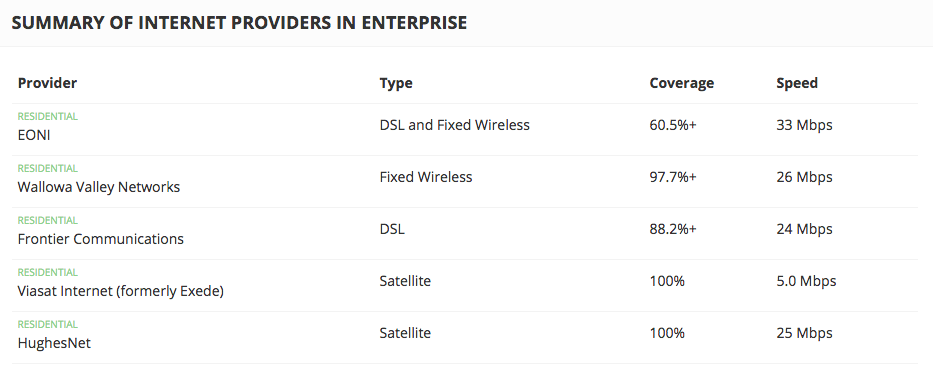 SUMMARY OF INTERNET PROVIDERS IN ENTERPRISE
Provider Type Coverage Speed
RESIDENTIAL
EONI DSL and Fixed Wireless 60.5%+ 33 Mbps
RESIDENTIAL
Wallowa Valley Networks Fixed Wireless 97.7%+ 26 Mbps
RESIDENTIAL
Frontier Communications DSL 88.2%+ 24 Mbps
RESIDENTIAL
Viasat Internet (formerly Exede) Satellite 100% 5.0 Mbps
RESIDENTIAL
HughesNet Satellite 100% 25 Mbps